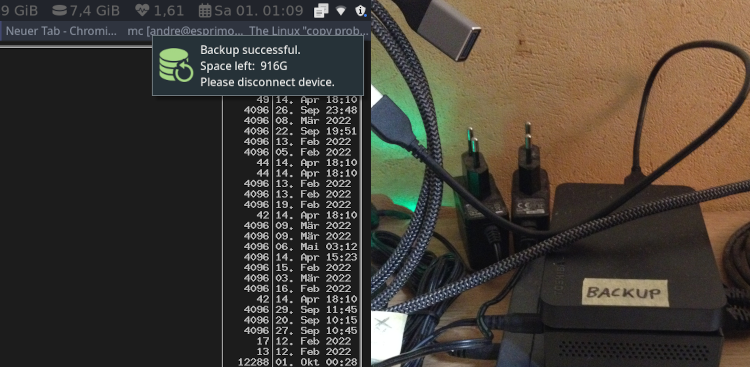 9 GiB 7,4 GiB 1,61 Sa 01. 01:09
Neuer Tab - Chromi... mc [andre@esprimo... The Linux "copy prob...
Backup successful.
Space left: 916G
Please disconnect device.
49 14. Apr 18:10
4096 26. Sep 23:48
4096 08. Mär 2022
4096 22. Sep 19:51
4096 13. Feb 2022
4096 05. Feb 2022
44 14. Apr 18:10
44 14. Apr 18:10
4096 13. Feb 2022
4096 13. Feb 2022
4096 19. Feb 2022
42 14. Apr 18:10
4096 09. Mär 2022
4096 09. Mär 2022
4096 06. Mai 03:12
4096 14. Apr 15:23
4096 15. Feb 2022
4096 03. Mär 2022
4096 16. Feb 2022
42 14. Apr 18:10
4096 29. Sep 11:45
4096 20. Sep 10:15
4096 27. Sep 10:45
17 12. Feb 2022
13 12. Feb 2022
12288 01. Okt 00:28
BACKUP